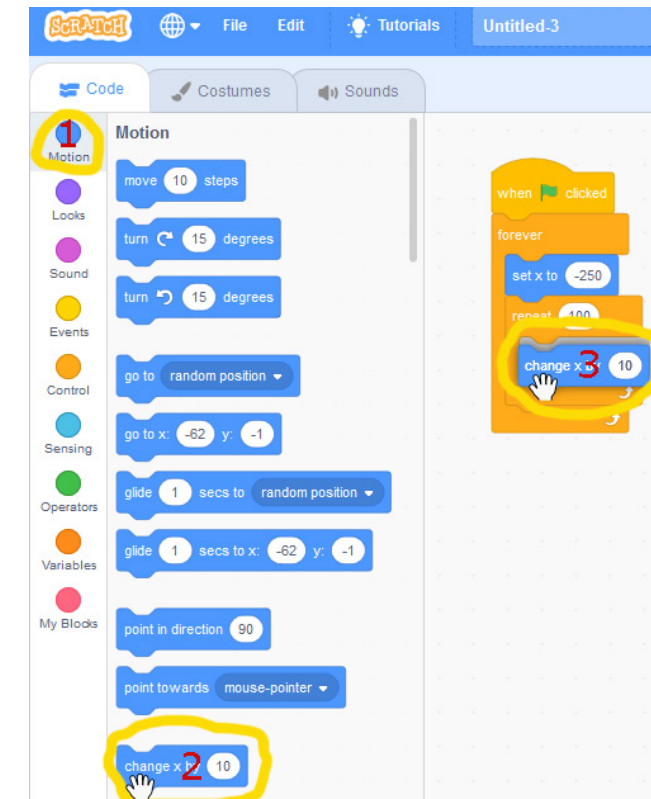 SCRATCH File Edit Tutorials Untitled-3
Code Costumes Sounds
1
Motion
Looks
Sound
Events
Control
Sensing
Operators
Variables
My Blocks
Motion
move 10 steps
turn 15 degrees
turn 15 degrees
go to random position
go to x: -62 y: -1
glide 1 secs to random position
glide 1 secs to x: -62 y: -1
point in direction 90
point towards mouse-pointer
change x by 10
2
when clicked
forever
set x to -250
repeat 100
change x by 10
3